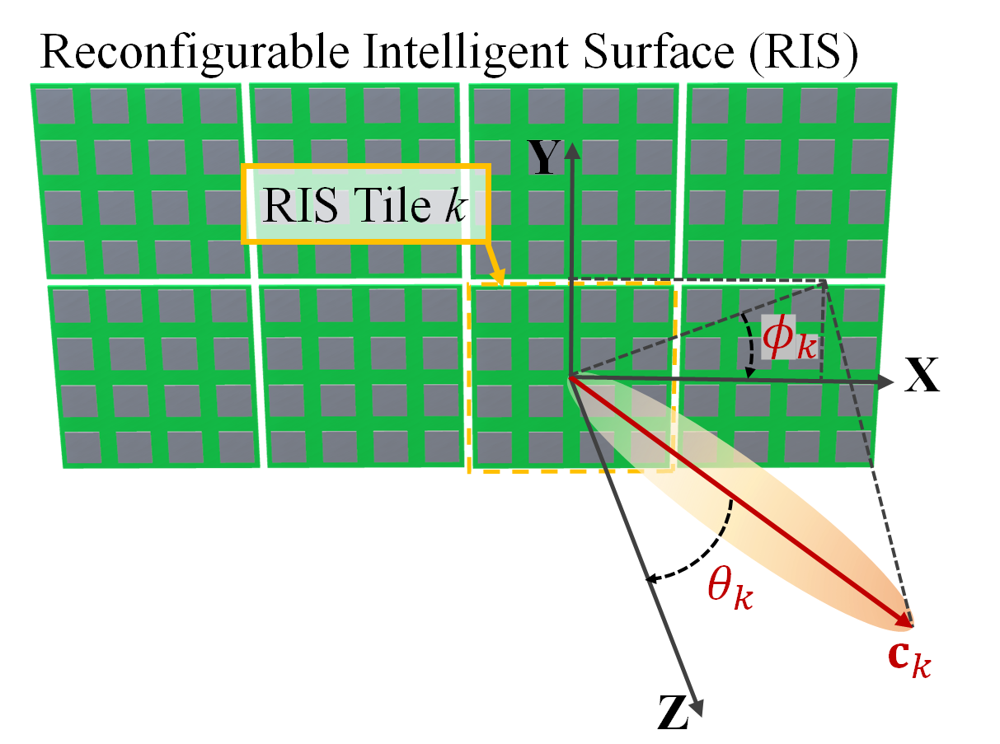 Reconfigurable Intelligent Surface (RIS)
Y
RIS Tile k
ϕₖ
X
θₖ
𝐜ₖ
Z